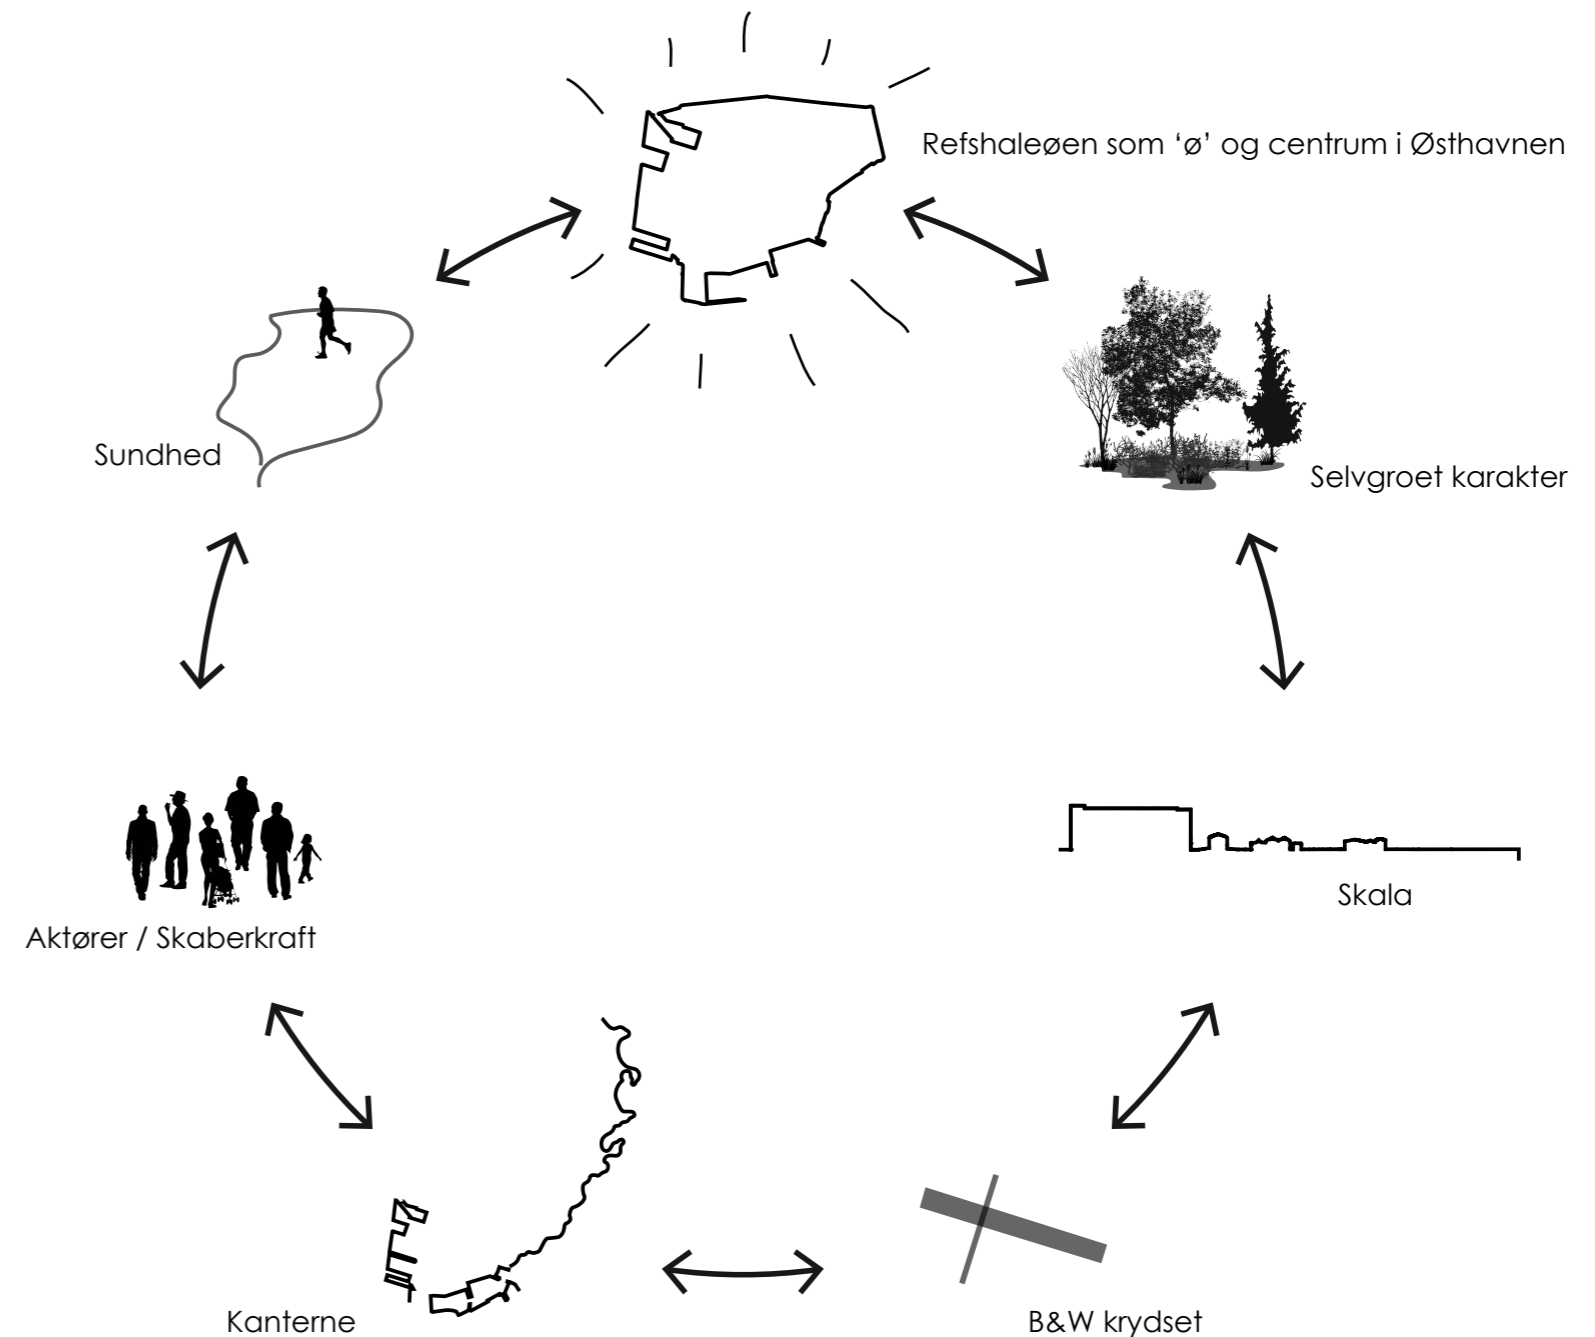 Refshaleøen som ‘ø’ og centrum i Østhavnen
Sundhed
Selvgroet karakter
Aktører / Skaberkraft
Skala
Kanterne
B&W krydset